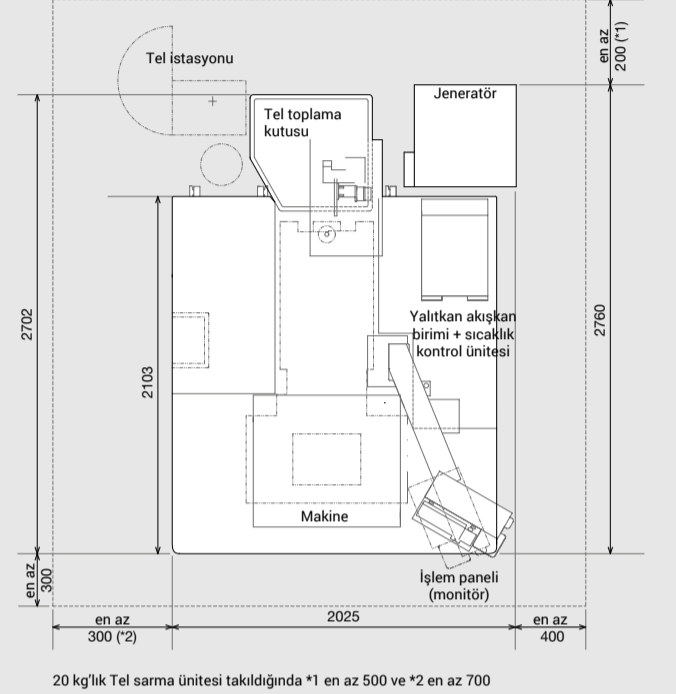 en az
200 (*1)
Tel istasyonu
Jeneratör
Tel toplama
kutusu
2702
2103
2760
Yalıtkan akışkan
birimi + sıcaklık
kontrol ünitesi
Makine
İşlem paneli
(monitör)
en az
300
en az
300 (*2)
2025
en az
400
20 kg’lık Tel sarma ünitesi takıldığında *1 en az 500 ve *2 en az 700